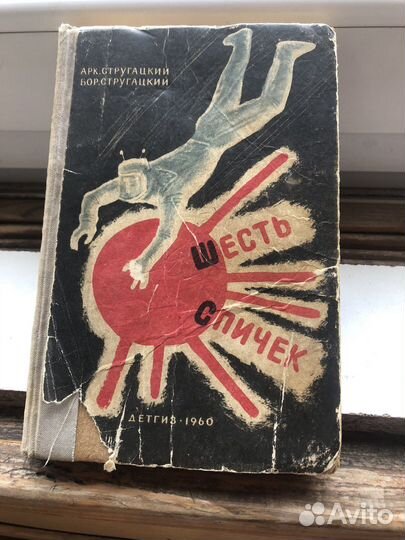 АРК. СТРУГАЦКИЙ
БОР. СТРУГАЦКИЙ
ШЕСТЬ
СПИЧЕК
ДЕТГИЗ · 1960
Avito